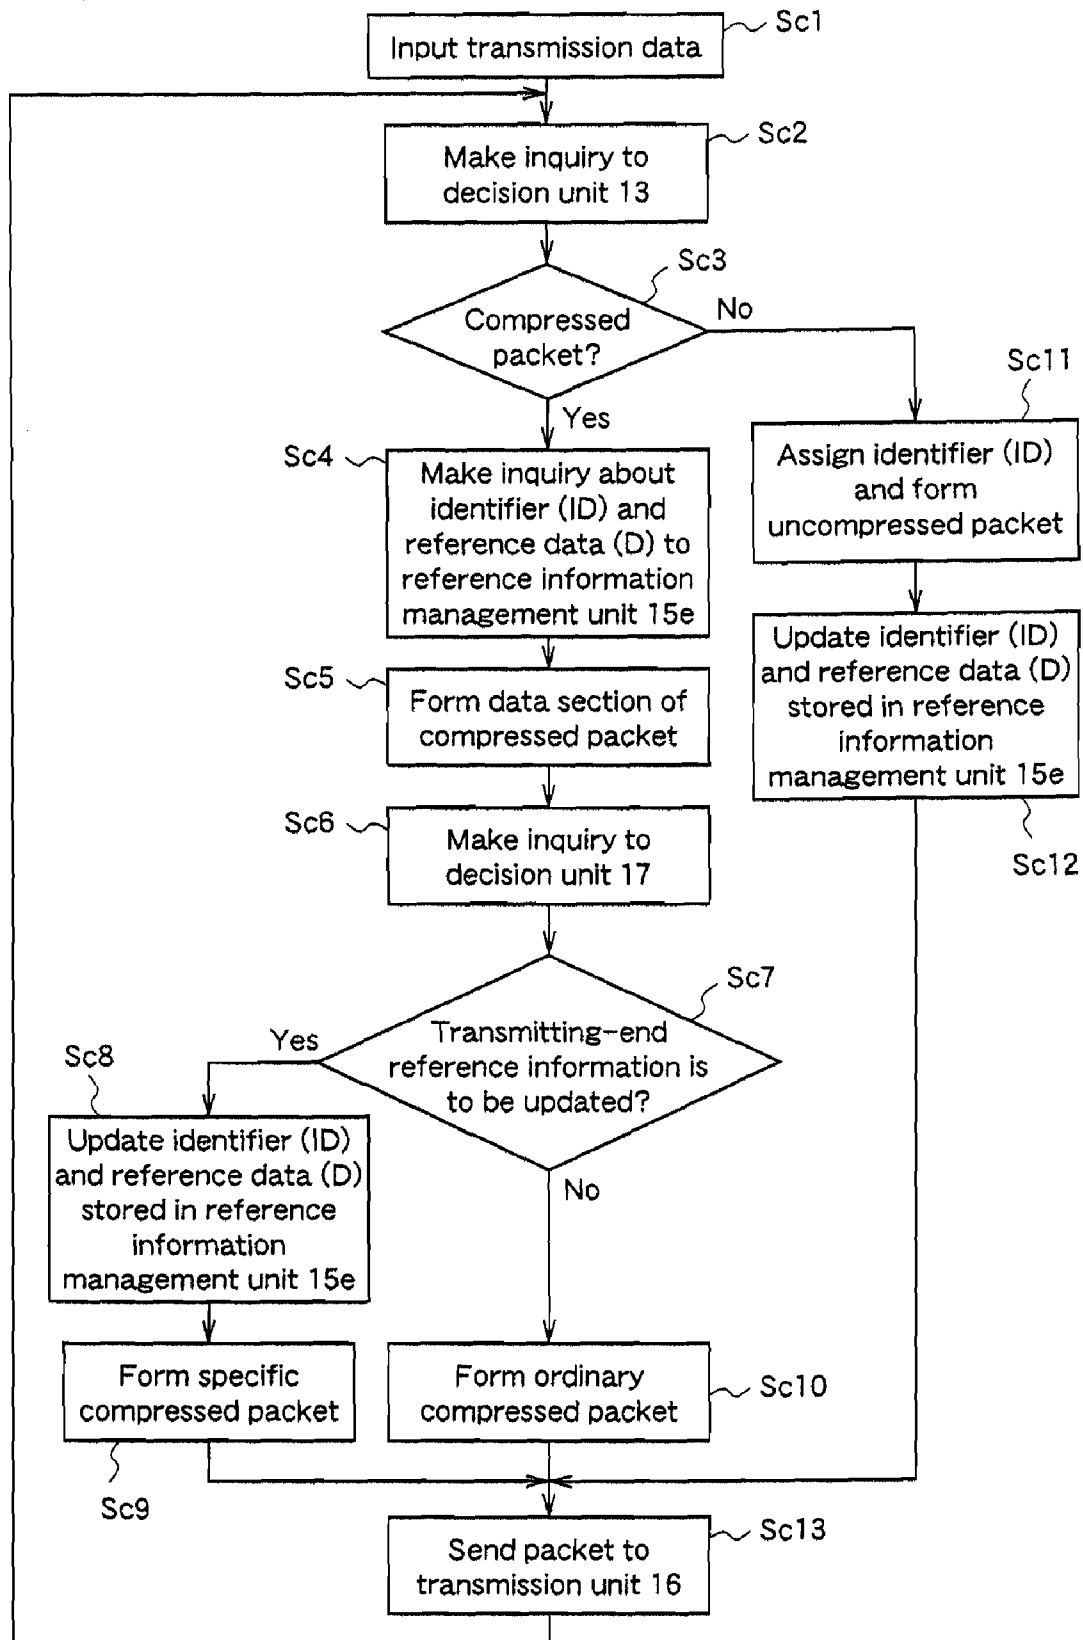 Sc1
Input transmission data
Sc2
Make inquiry to
decision unit 13
Sc3
Compressed
packet?
No
Yes
Sc11
Assign identifier (ID)
and form
uncompressed packet
Sc4
Make inquiry about
identifier (ID) and
reference data (D) to
reference information
management unit 15e
Update identifier (ID)
and reference data (D)
stored in reference
information
management unit 15e
Sc12
Sc5
Form data section of
compressed packet
Sc6
Make inquiry to
decision unit 17
Sc7
Transmitting-end
reference information is
to be updated?
Yes
No
Sc8
Update identifier (ID)
and reference data (D)
stored in reference
information
management unit 15e
Form specific
compressed packet
Sc9
Form ordinary
compressed packet
Sc10
Sc13
Send packet to
transmission unit 16